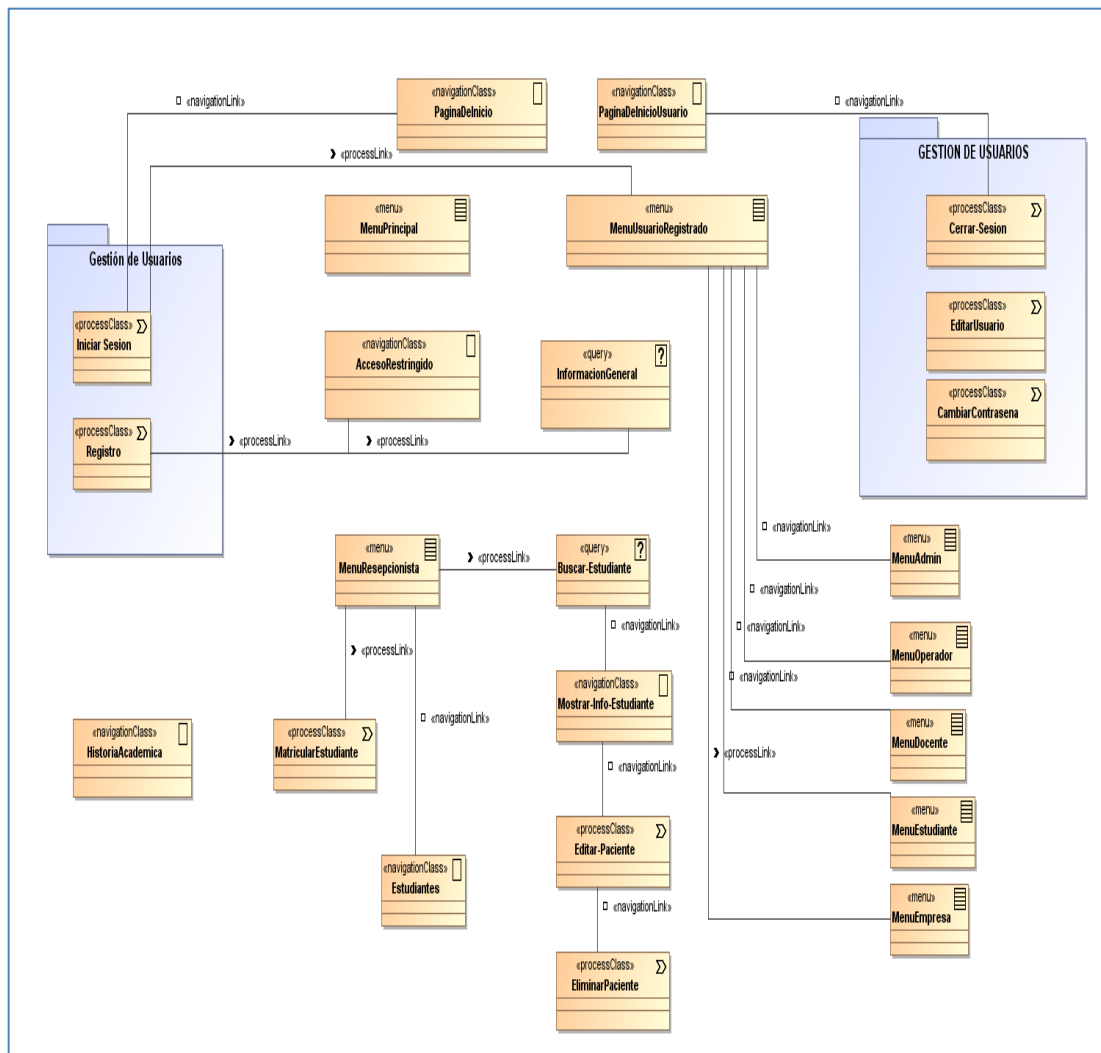 «navigationClass»
PaginaDeInicio
«navigationClass»
PaginaDeInicioUsuario
«navigationLink»
«navigationLink»
«processLink»
GESTION DE USUARIOS
«menu»
MenuPrincipal
«menu»
MenuUsuarioRegistrado
«processClass»
Cerrar-Sesion
Gestión de Usuarios
«processClass»
Iniciar Sesion
«processClass»
EditarUsuario
«navigationClass»
AccesoRestringido
«query»
InformacionGeneral
?
«processClass»
CambiarContrasena
«processClass»
Registro
«processLink»
«processLink»
«navigationLink»
«menu»
MenuAdmin
«menu»
MenuResepcionista
«processLink»
«query»
Buscar-Estudiante
?
«navigationLink»
«navigationLink»
«navigationLink»
«menu»
MenuOperador
«processLink»
«navigationClass»
Mostrar-Info-Estudiante
«navigationLink»
«navigationClass»
HistoriaAcademica
«processClass»
MatricularEstudiante
«navigationLink»
«menu»
MenuDocente
«processLink»
«navigationLink»
«menu»
MenuEstudiante
«processClass»
Editar-Paciente
«navigationClass»
Estudiantes
«navigationLink»
«menu»
MenuEmpresa
«processClass»
EliminarPaciente